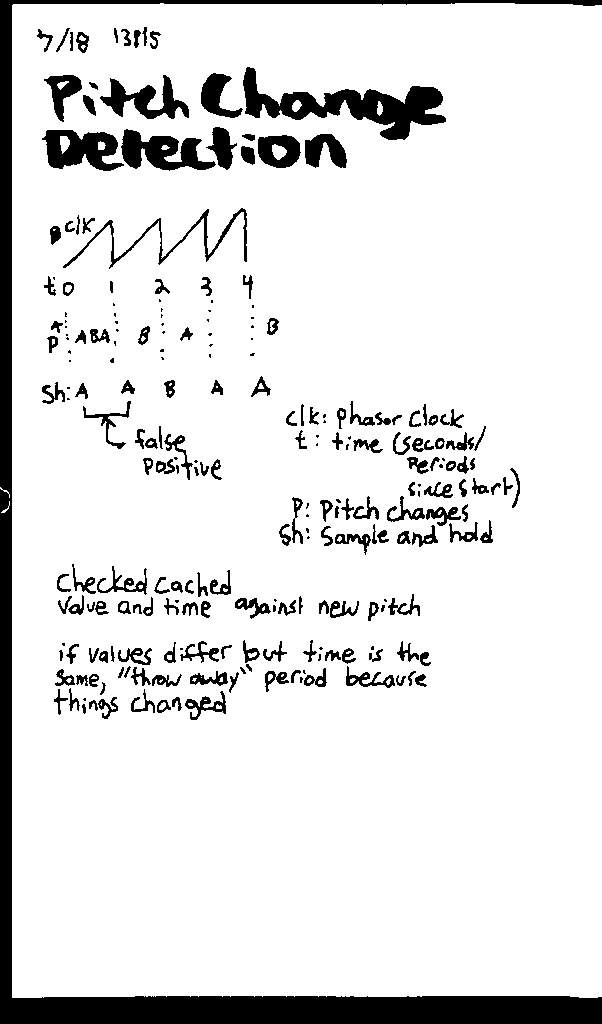 7/18 13815
Pitch Change
Detection
clk
t: 0 1 2 3 4
P A ABA B A B
Sh: A A B A A
false
positive
clk: phasor clock
t: time (seconds/
Periods
since start)
P: Pitch changes
Sh: Sample and hold
Checked cached
value and time against new pitch
if values differ but time is the
same, "throw away" period because
things changed